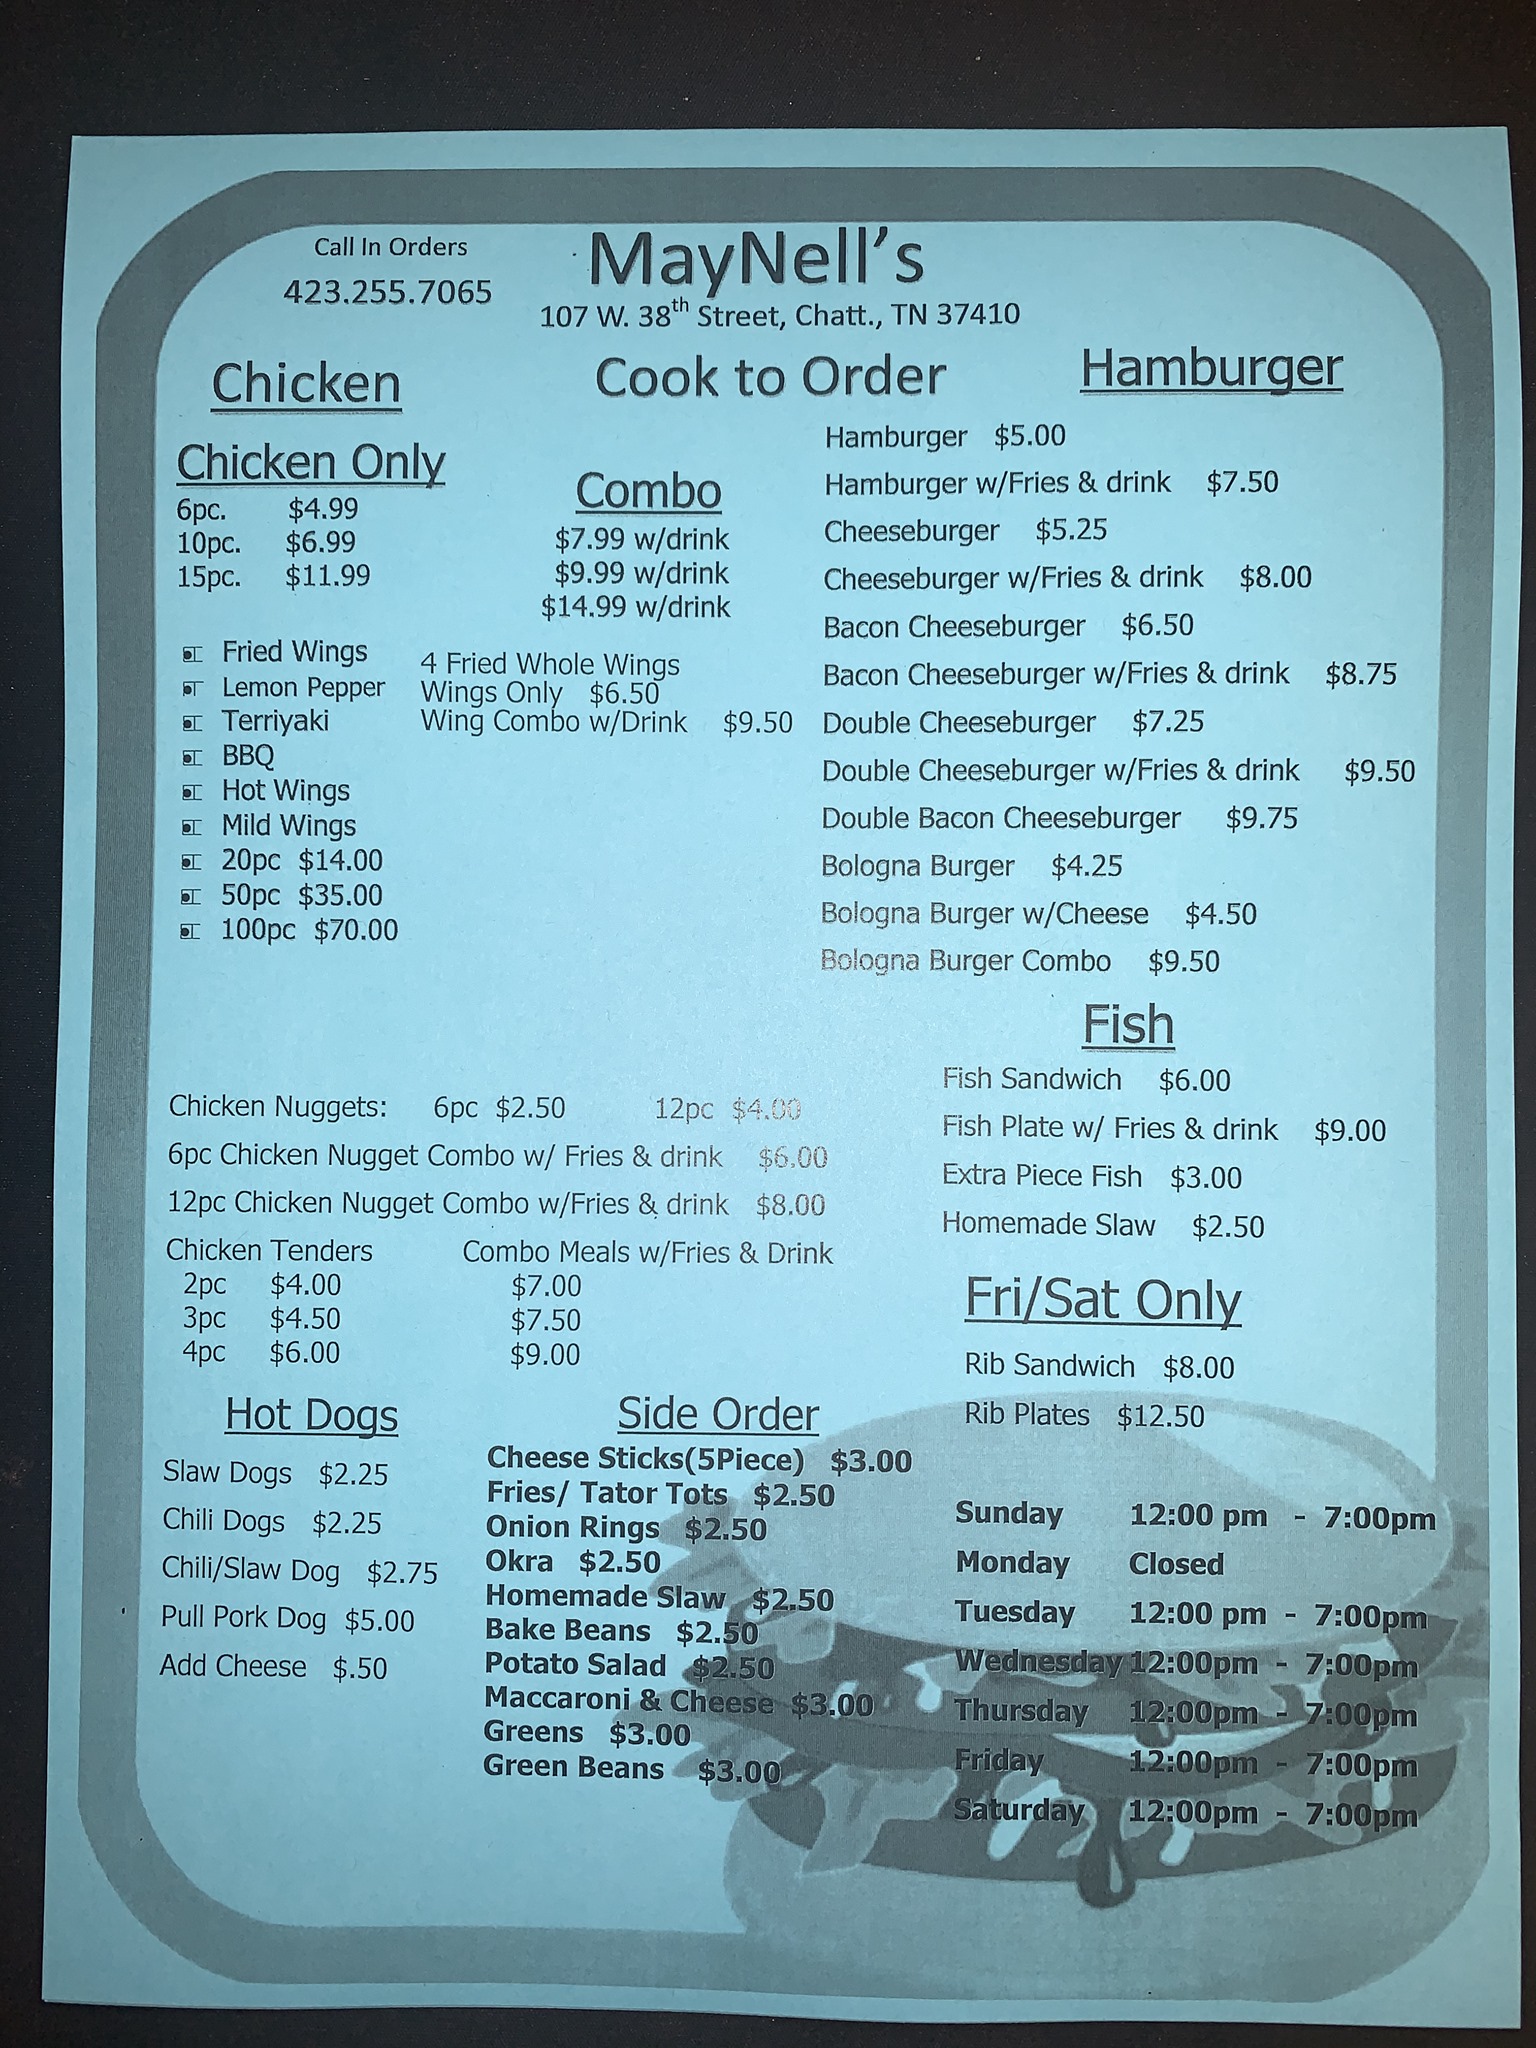 Call In Orders
423.255.7065
MayNell's
107 W. 38th Street, Chatt., TN 37410
Cook to Order
Chicken
Chicken Only
6pc. $4.99
10pc. $6.99
15pc. $11.99
Combo
$7.99 w/drink
$9.99 w/drink
$14.99 w/drink
Fried Wings
Lemon Pepper
Terriyaki
BBQ
Hot Wings
Mild Wings
20pc $14.00
50pc $35.00
100pc $70.00
4 Fried Whole Wings
Wings Only $6.50
Wing Combo w/Drink $9.50
Chicken Nuggets: 6pc $2.50 12pc $4.00
6pc Chicken Nugget Combo w/ Fries & drink $6.00
12pc Chicken Nugget Combo w/Fries & drink $8.00
Chicken Tenders Combo Meals w/Fries & Drink
2pc $4.00 $7.00
3pc $4.50 $7.50
4pc $6.00 $9.00
Hamburger
Hamburger $5.00
Hamburger w/Fries & drink $7.50
Cheeseburger $5.25
Cheeseburger w/Fries & drink $8.00
Bacon Cheeseburger $6.50
Bacon Cheeseburger w/Fries & drink $8.75
Double Cheeseburger $7.25
Double Cheeseburger w/Fries & drink $9.50
Double Bacon Cheeseburger $9.75
Bologna Burger $4.25
Bologna Burger w/Cheese $4.50
Bologna Burger Combo $9.50
Fish
Fish Sandwich $6.00
Fish Plate w/ Fries & drink $9.00
Extra Piece Fish $3.00
Homemade Slaw $2.50
Fri/Sat Only
Rib Sandwich $8.00
Rib Plates $12.50
Hot Dogs
Slaw Dogs $2.25
Chili Dogs $2.25
Chili/Slaw Dog $2.75
Pull Pork Dog $5.00
Add Cheese $.50
Side Order
Cheese Sticks(5Piece) $3.00
Fries/ Tator Tots $2.50
Onion Rings $2.50
Okra $2.50
Homemade Slaw $2.50
Bake Beans $2.50
Potato Salad $2.50
Maccaroni & Cheese $3.00
Greens $3.00
Green Beans $3.00
Sunday 12:00 pm - 7:00pm
Monday Closed
Tuesday 12:00 pm - 7:00pm
Wednesday 12:00pm - 7:00pm
Thursday 12:00pm - 7:00pm
Friday 12:00pm - 7:00pm
Saturday 12:00pm - 7:00pm